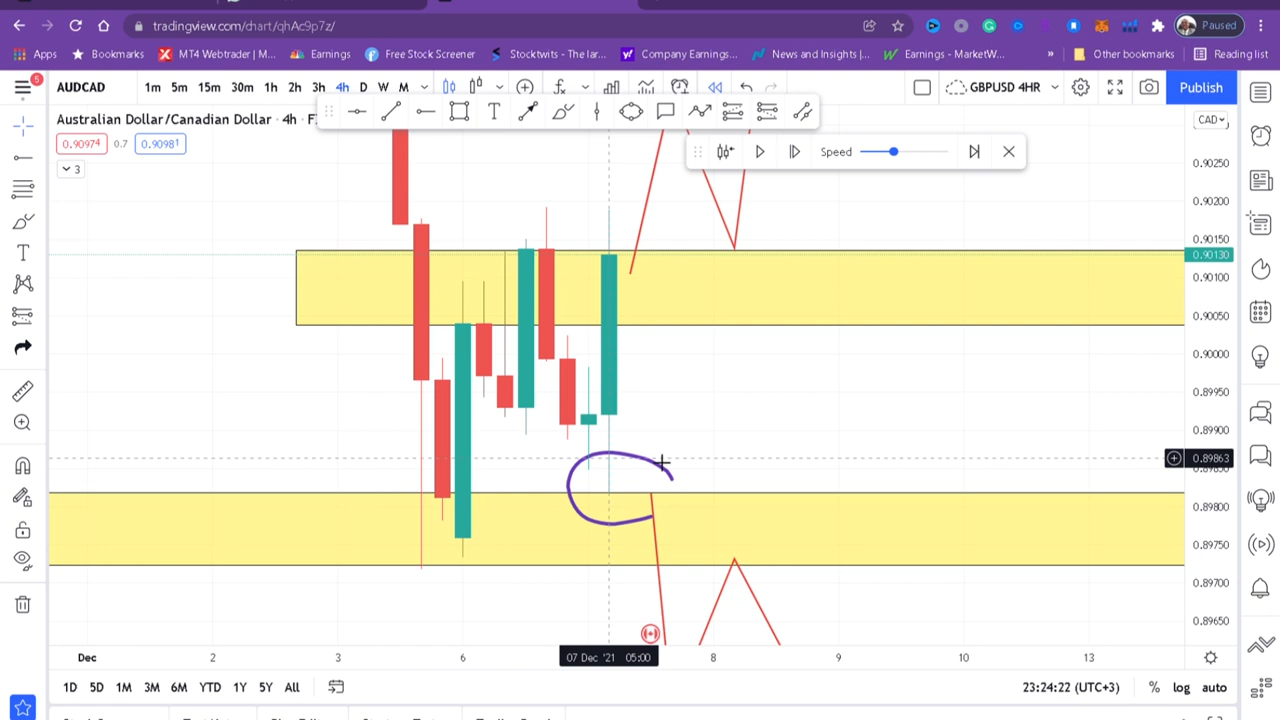 tradingview.com/chart/qhAc9p7z/
Paused
Apps
Bookmarks
MT4 Webtrader | M...
Earnings
Free Stock Screener
Stocktwits - The lar...
Company Earnings...
News and Insights |...
Earnings - MarketW...
»
Other bookmarks
Reading list
5
AUDCAD
1m 5m 15m 30m 1h 2h 3h 4h D W M
GBPUSD 4HR
Publish
Australian Dollar/Canadian Dollar · 4h · F
CAD
0.90974 0.7 0.90981
3
Speed
0.90250
0.90200
0.90150
0.90130
0.90100
0.90050
0.90000
0.89950
0.89900
0.89863
0.89800
0.89750
0.89700
0.89650
Dec 2 3 6 07 Dec '21 05:00 8 9 10 13
1D 5D 1M 3M 6M YTD 1Y 5Y All
23:24:22 (UTC+3) % log auto